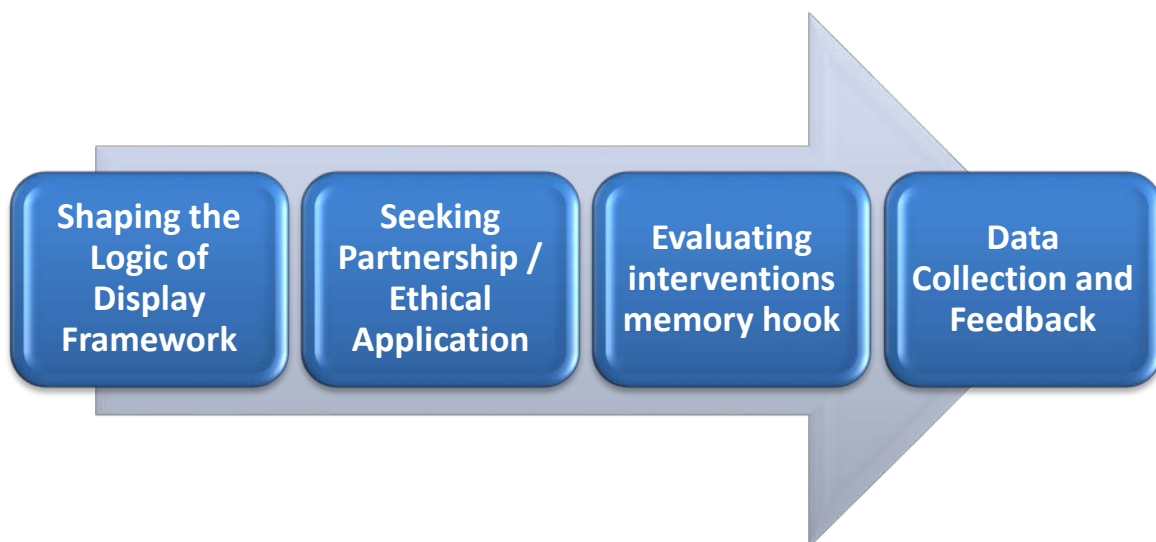 Shaping the
Logic of
Display
Framework
Seeking
Partnership /
Ethical
Application
Evaluating
interventions
memory hook
Data
Collection and
Feedback